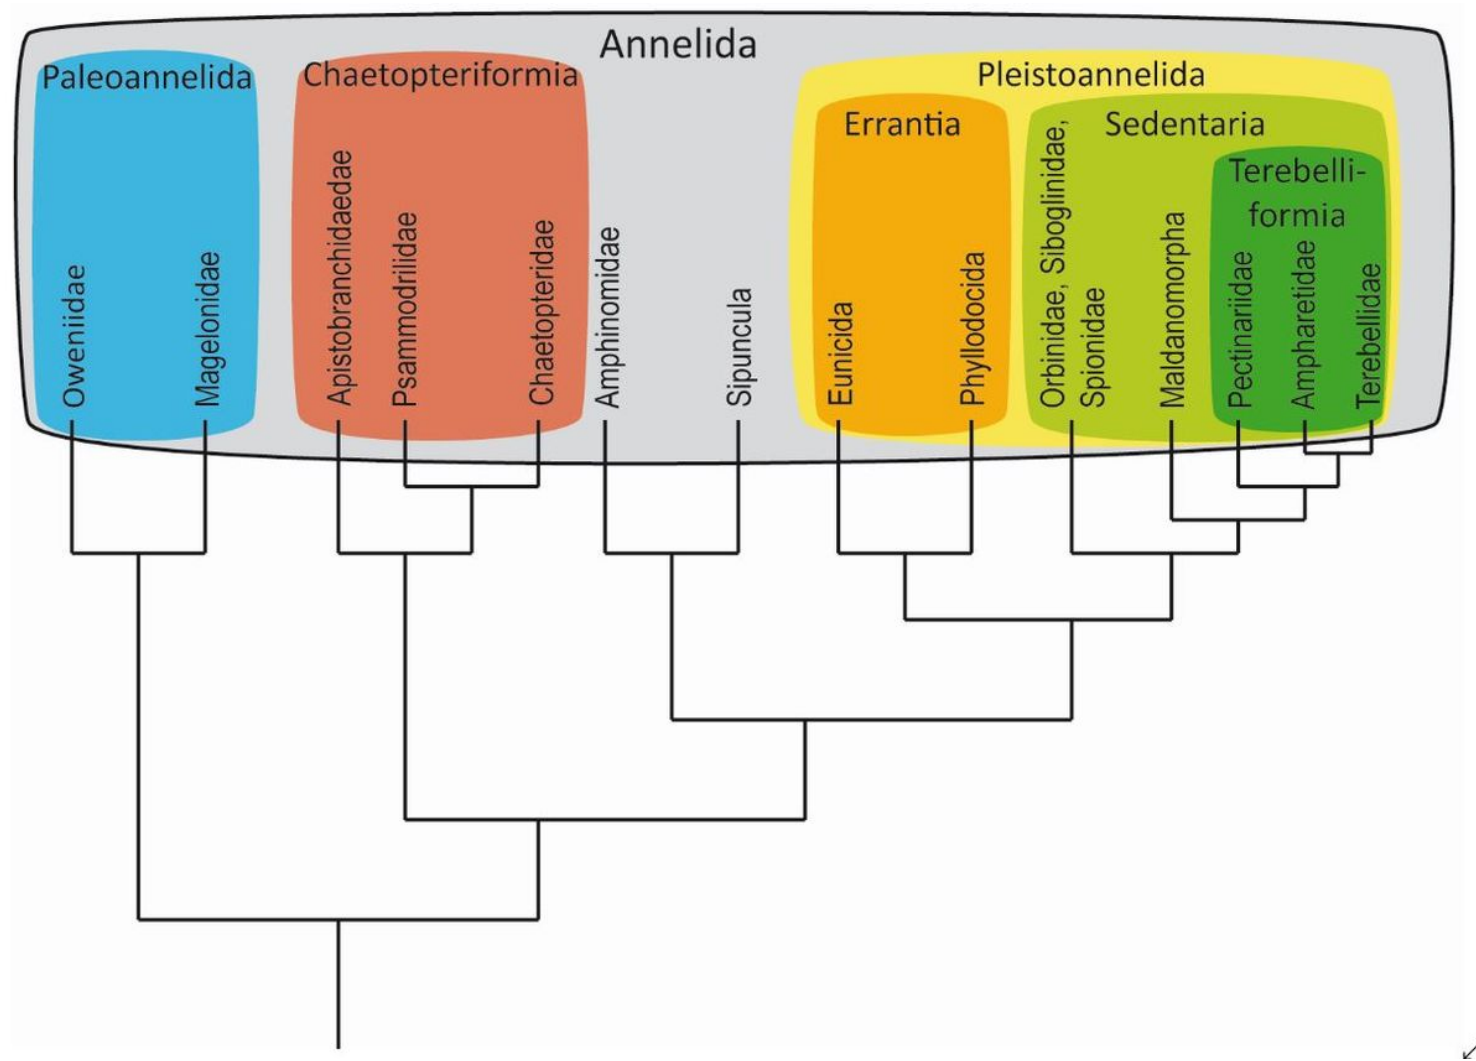 Annelida
Paleoannelida
Chaetopteriformia
Pleistoannelida
Errantia
Sedentaria
Terebelli-
formia
Oweniidae
Magelonidae
Apistobranchidaedae
Psammodrilidae
Chaetopteridae
Amphinomidae
Sipuncula
Eunicida
Phyllodocida
Orbinidae, Siboglinidae,
Spionidae
Maldanomorpha
Pectinariidae
Ampharetidae
Terebellidae